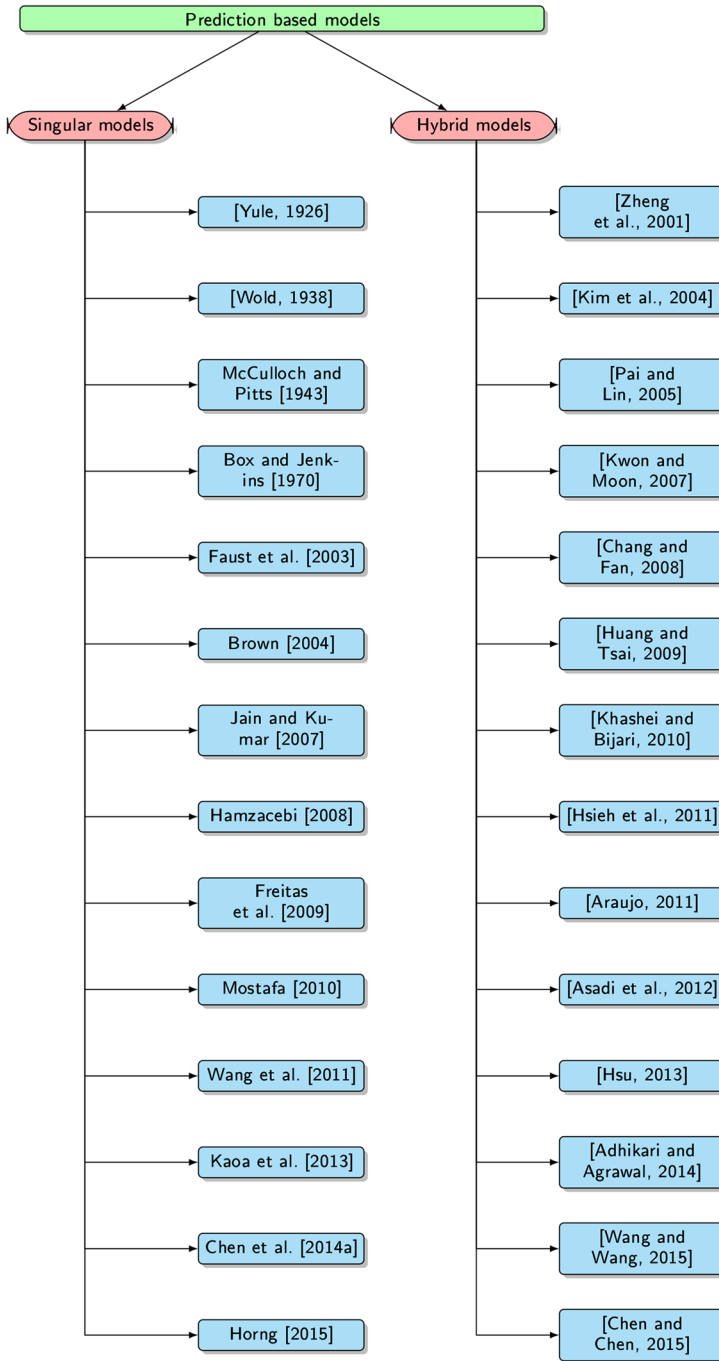 Prediction based models
Singular models
Hybrid models
[Yule, 1926]
[Wold, 1938]
McCulloch and
Pitts [1943]
Box and Jenk-
ins [1970]
Faust et al. [2003]
Brown [2004]
Jain and Ku-
mar [2007]
Hamzacebi [2008]
Freitas
et al. [2009]
Mostafa [2010]
Wang et al. [2011]
Kaoa et al. [2013]
Chen et al. [2014a]
Horng [2015]
[Zheng
et al., 2001]
[Kim et al., 2004]
[Pai and
Lin, 2005]
[Kwon and
Moon, 2007]
[Chang and
Fan, 2008]
[Huang and
Tsai, 2009]
[Khashei and
Bijari, 2010]
[Hsieh et al., 2011]
[Araujo, 2011]
[Asadi et al., 2012]
[Hsu, 2013]
[Adhikari and
Agrawal, 2014]
[Wang and
Wang, 2015]
[Chen and
Chen, 2015]